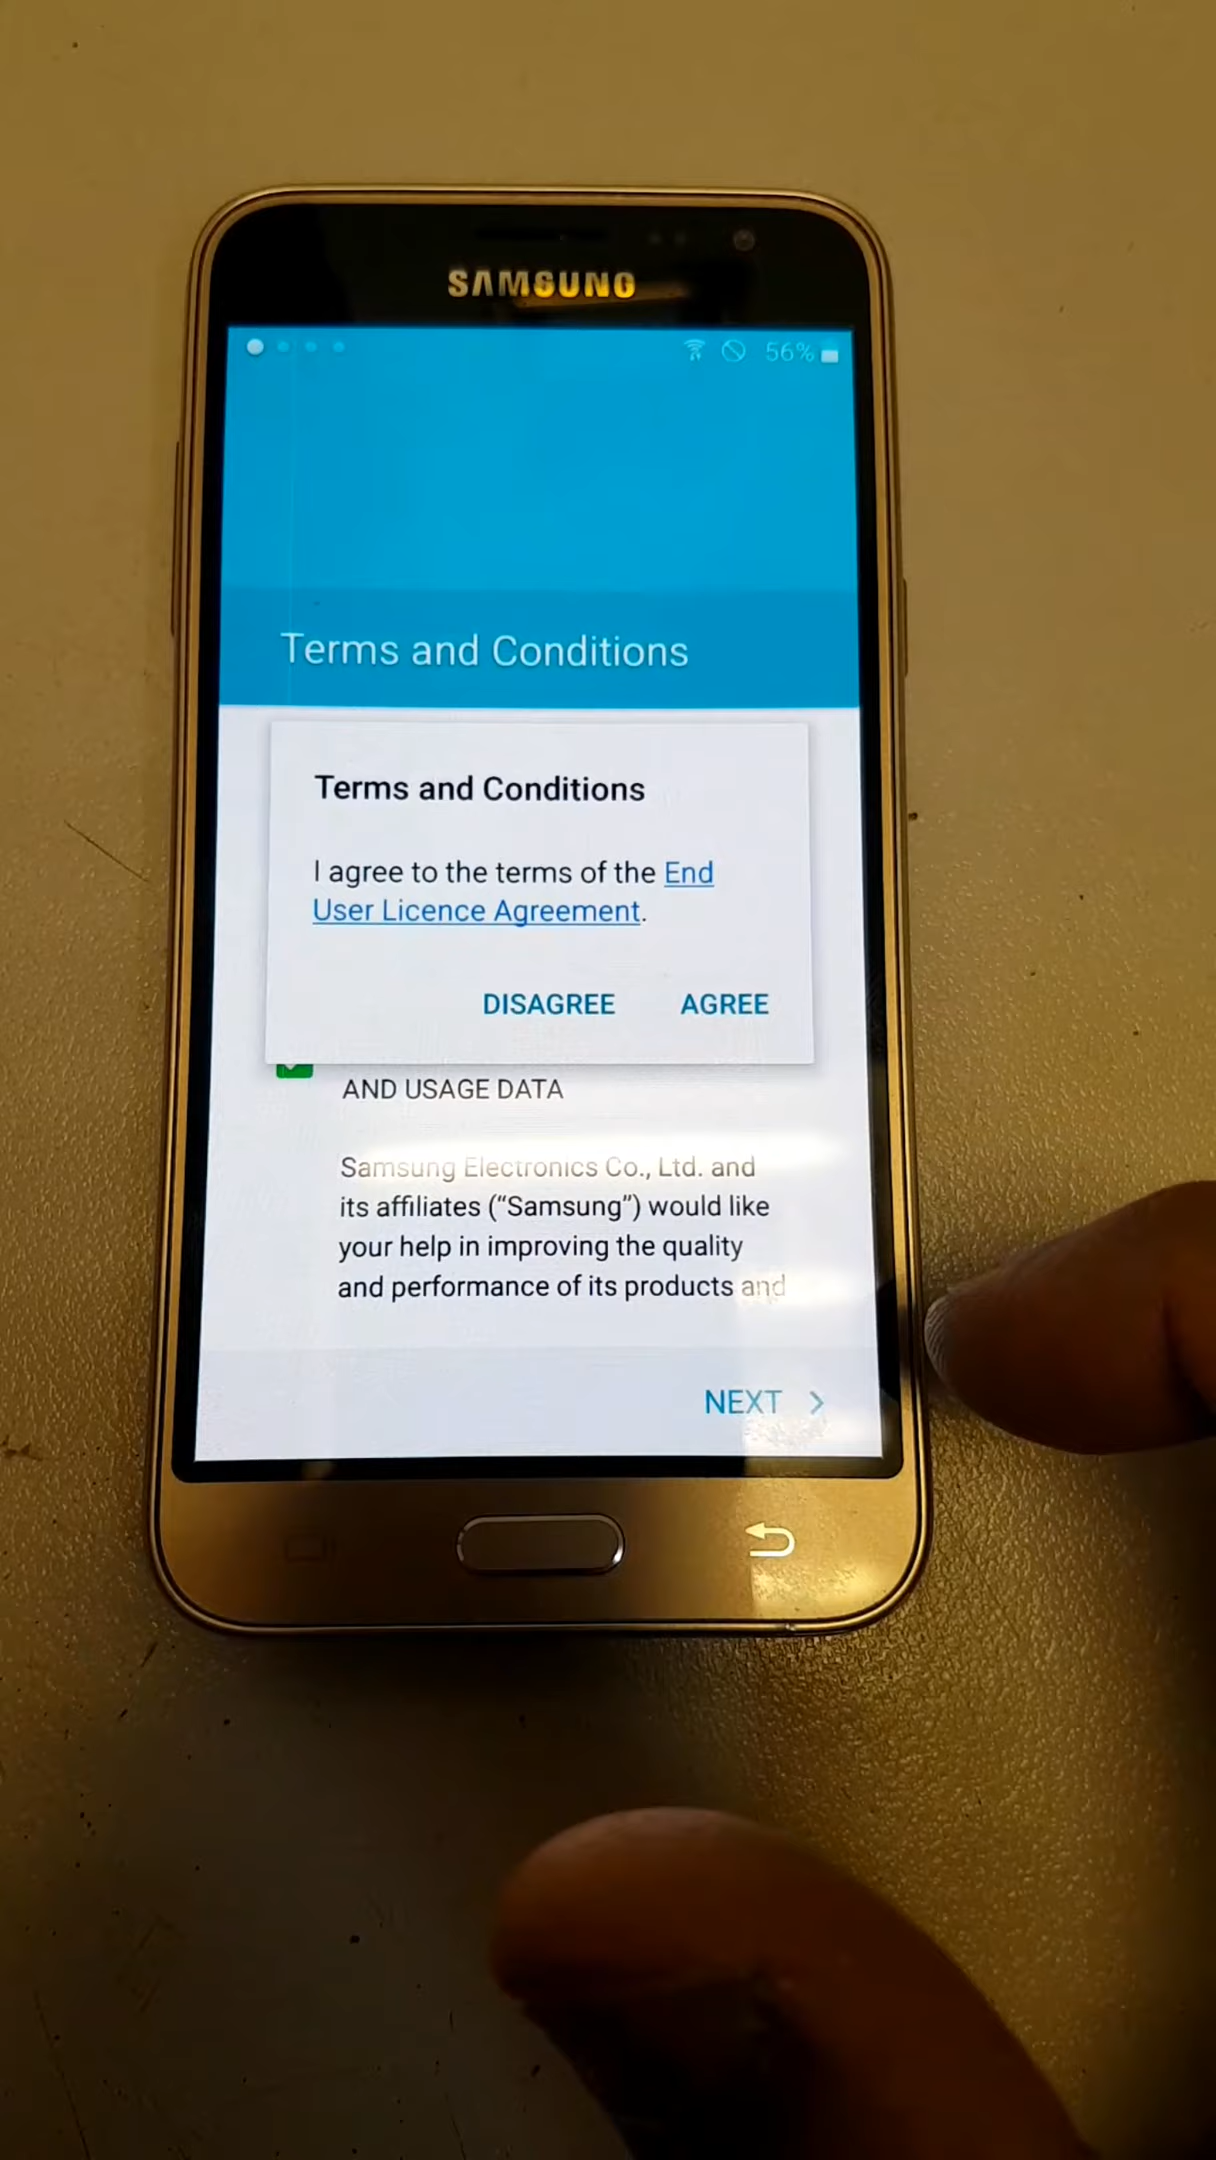 SAMSUNG
56%
Terms and Conditions
Terms and Conditions
I agree to the terms of the End
User Licence Agreement.
DISAGREE AGREE
AND USAGE DATA
Samsung Electronics Co., Ltd. and
its affiliates (“Samsung”) would like
your help in improving the quality
and performance of its products and
NEXT >